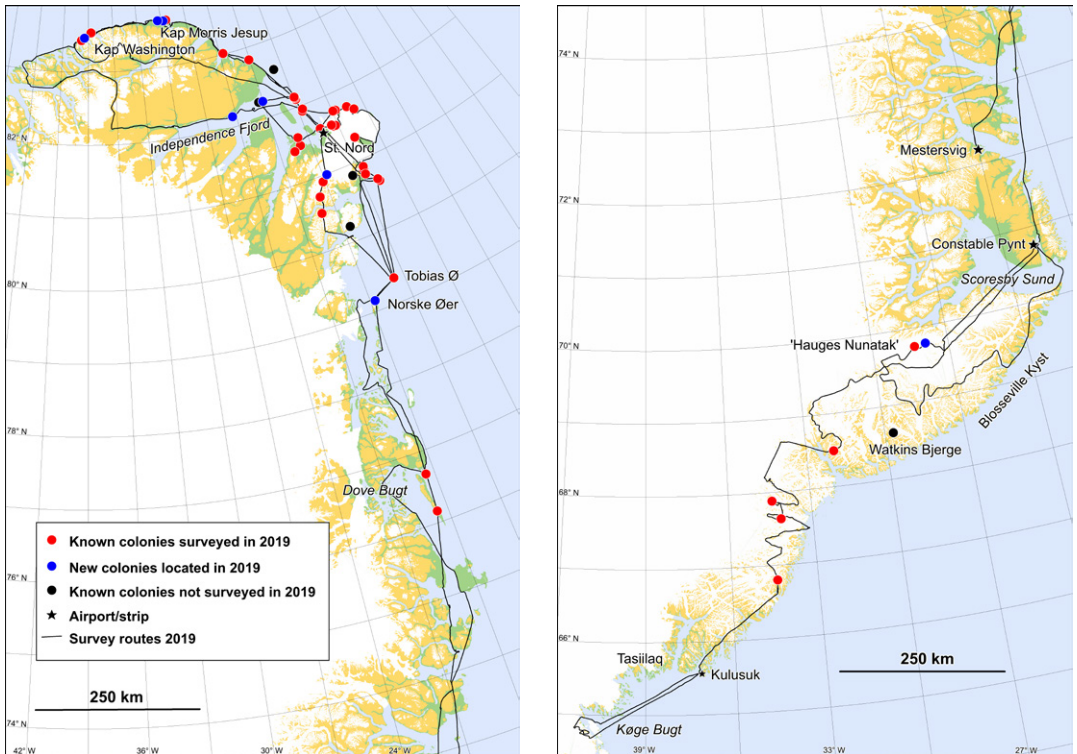 Kap Morris Jesup
Kap Washington
82° N
Independence Fjord
St. Nord
80° N
Tobias Ø
Norske Øer
78° N
Dove Bugt
Known colonies surveyed in 2019
New colonies located in 2019
Known colonies not surveyed in 2019
Airport/strip
Survey routes 2019
76° N
250 km
74° N
42° W
36° W
30° W
24° W
74° N
Mestersvig
72° N
Constable Pynt
Scoresby Sund
'Hauges Nunatak'
70° N
Blosseville Kyst
Watkins Bjerge
68° N
66° N
Tasiilaq
250 km
Kulusuk
Køge Bugt
39° W
33° W
27° W